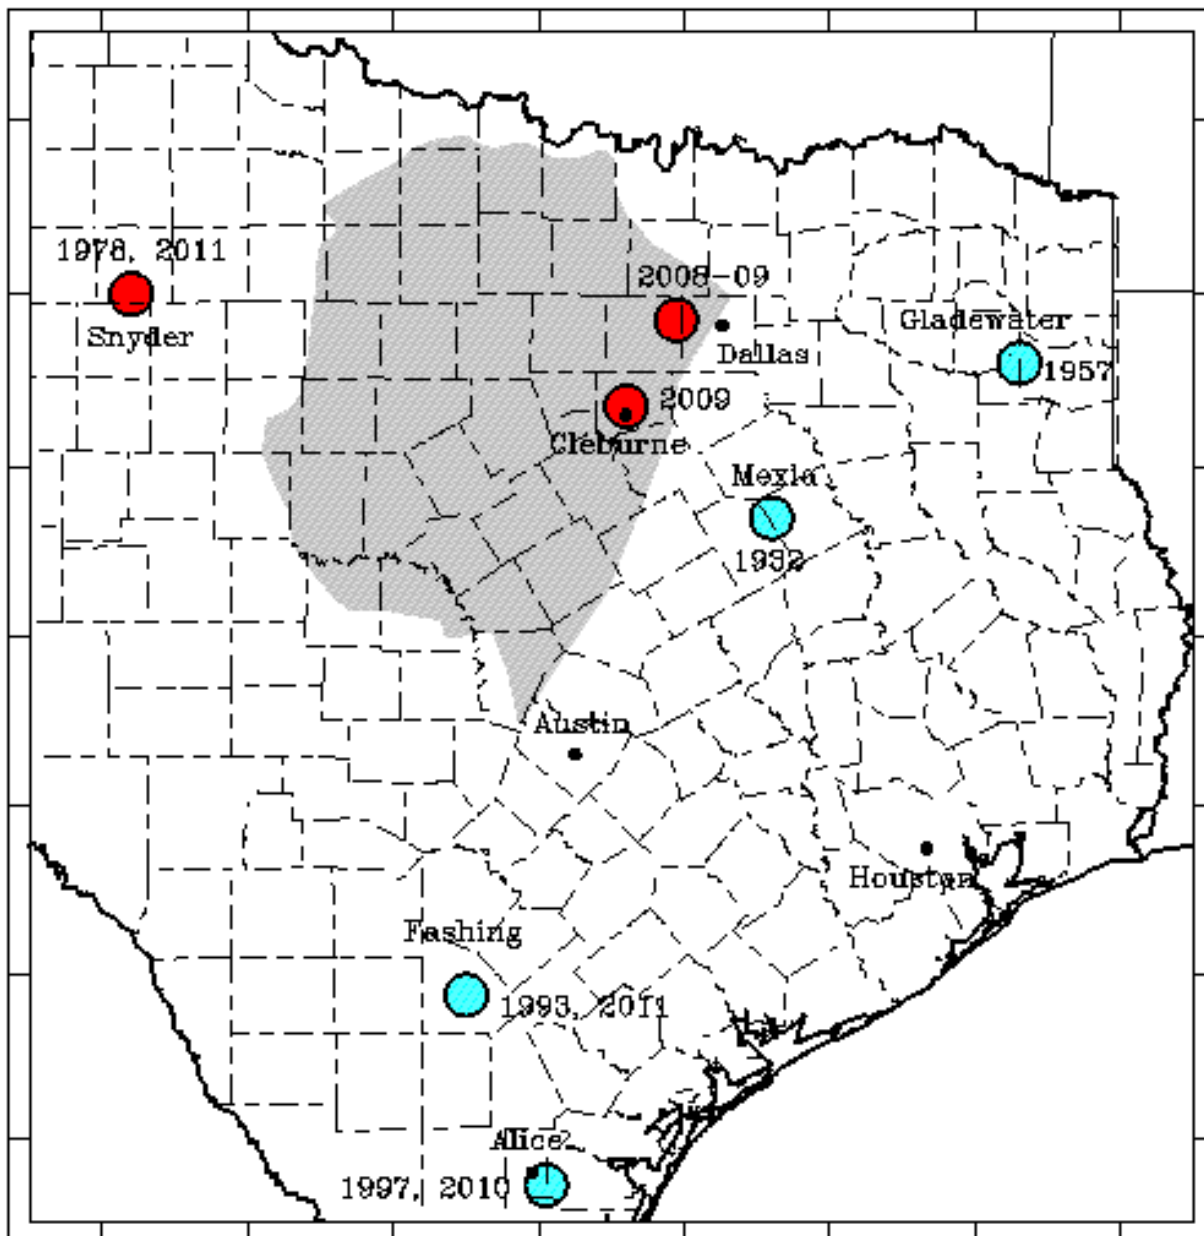 1978, 2011
Snyder
2008-09
Dallas
Gladewater
1957
2009
Cleburne
Mexia
1932
Austin
Houston
Fashing
1993, 2011
Alice
1997, 2010